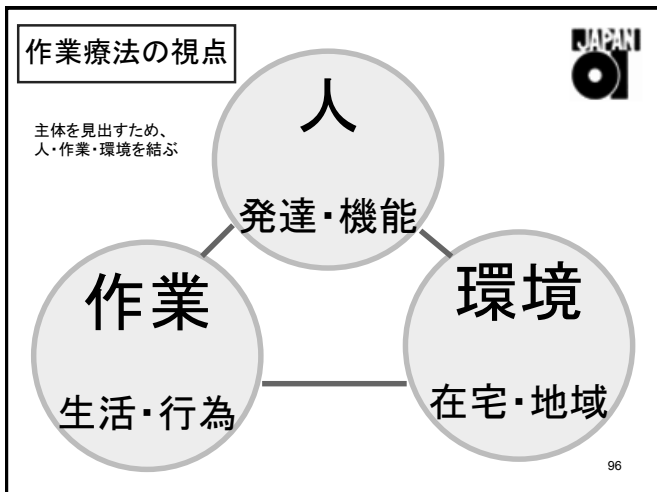 作業療法の視点
JAPAN
OT
主体を見出すため、
人・作業・環境を結ぶ
人
発達・機能
作業
生活・行為
環境
在宅・地域
96